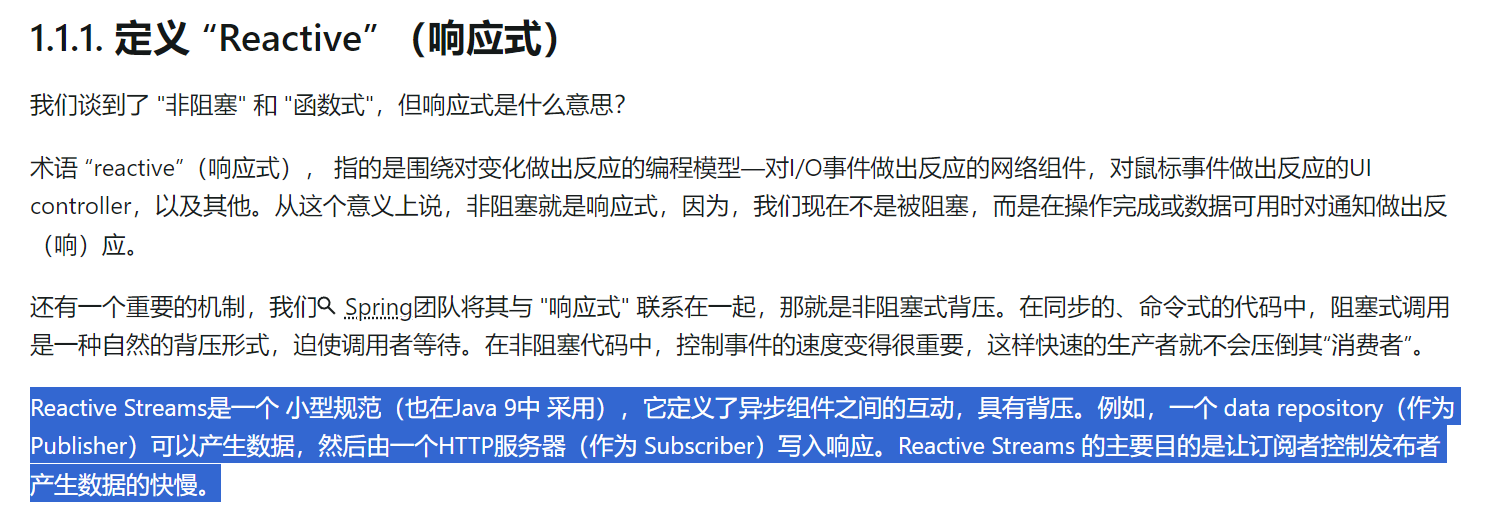 1.1.1. 定义 “Reactive” （响应式）
我们谈到了 "非阻塞" 和 "函数式"，但响应式是什么意思？
术语 “reactive”（响应式）， 指的是围绕对变化做出反应的编程模型—对I/O事件做出反应的网络组件，对鼠标事件做出反应的UI
controller，以及其他。从这个意义上说，非阻塞就是响应式，因为，我们现在不是被阻塞，而是在操作完成或数据可用时对通知做出反
（响）应。
还有一个重要的机制，我们 Spring团队将其与 "响应式" 联系在一起，那就是非阻塞式背压。在同步的、命令式的代码中，阻塞式调用
是一种自然的背压形式，迫使调用者等待。在非阻塞代码中，控制事件的速度变得很重要，这样快速的生产者就不会压倒其“消费者”。
Reactive Streams是一个 小型规范（也在Java 9中 采用），它定义了异步组件之间的互动，具有背压。例如，一个 data repository（作为
Publisher）可以产生数据，然后由一个HTTP服务器（作为 Subscriber）写入响应。Reactive Streams 的主要目的是让订阅者控制发布者
产生数据的快慢。